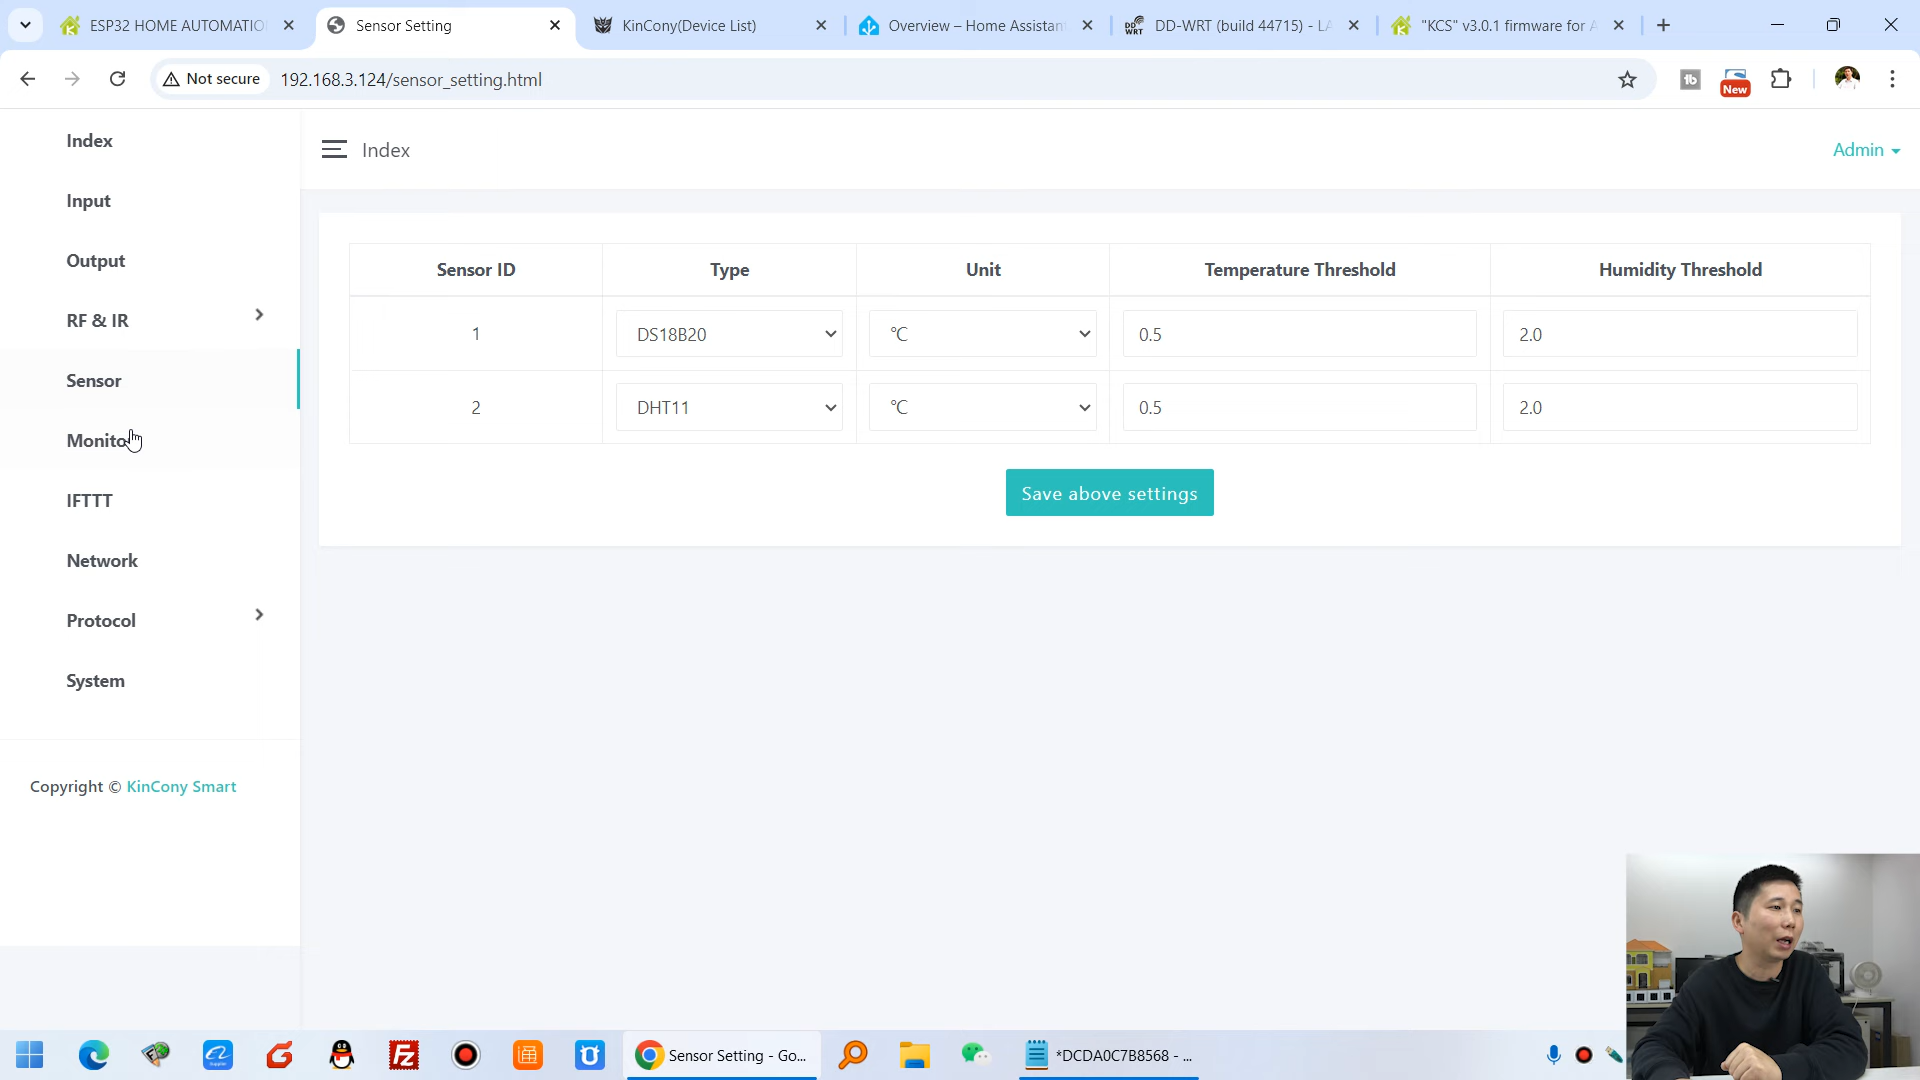 ESP32 HOME AUTOMATIO
Sensor Setting
KinCony(Device List)
Overview – Home Assistan
DD-WRT (build 44715) - LA
"KCS" v3.0.1 firmware for A
Not secure
192.168.3.124/sensor_setting.html
New
Index
Input
Output
RF & IR
Sensor
Monito
IFTTT
Network
Protocol
System
Copyright © KinCony Smart
Index
Admin
Sensor ID Type Unit Temperature Threshold Humidity Threshold
1 DS18B20 °C 0.5 2.0
2 DHT11 °C 0.5 2.0
Save above settings
Sensor Setting - Go...
*DCDA0C7B8568 - ...